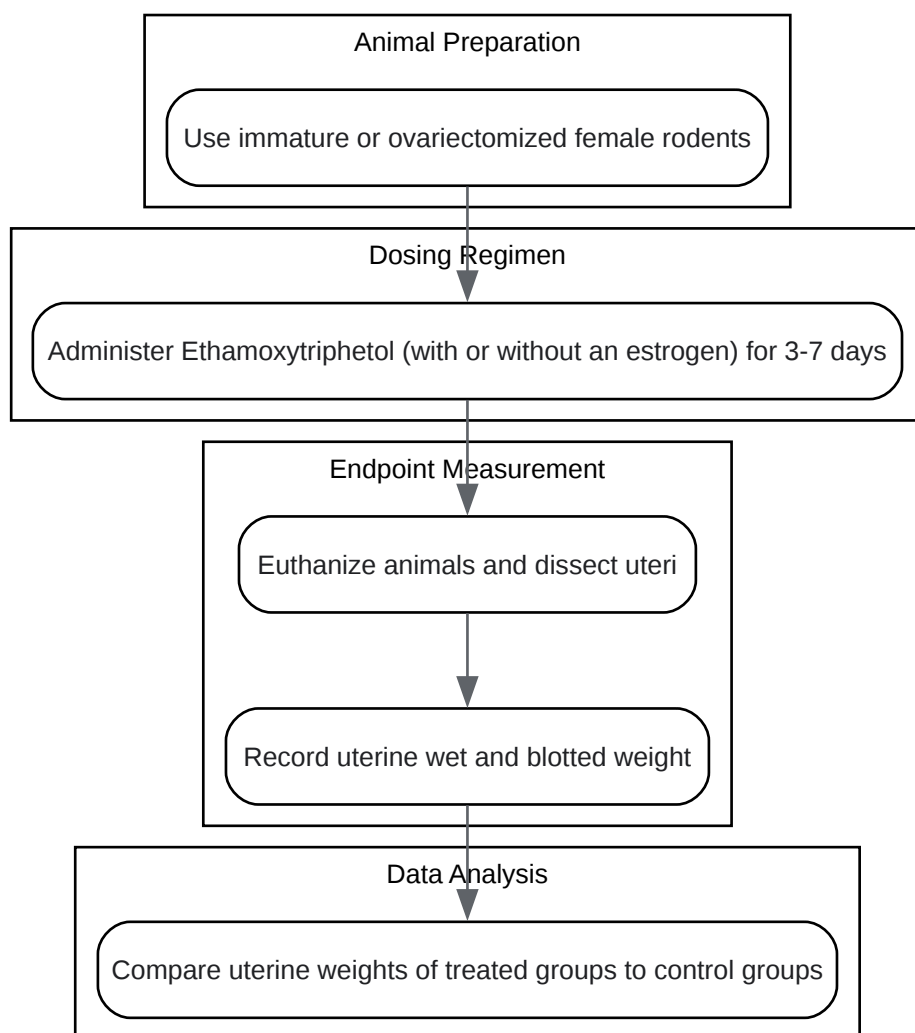 Animal Preparation
Use immature or ovariectomized female rodents
Dosing Regimen
Administer Ethamoxytriphetol (with or without an estrogen) for 3-7 days
Endpoint Measurement
Euthanize animals and dissect uteri
Record uterine wet and blotted weight
Data Analysis
Compare uterine weights of treated groups to control groups